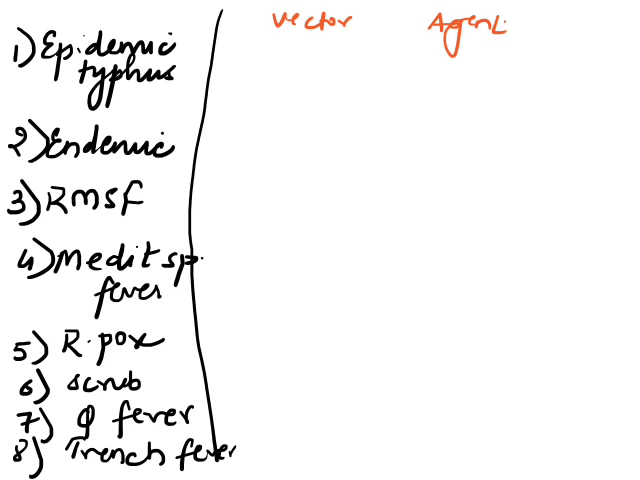 vector Agent
1) Epidemic
typhus
2) Endemic
3) RMSF
4) Medit sp.
fever
5) R. pox
6) scrub
7) Q fever
8) Trench fever